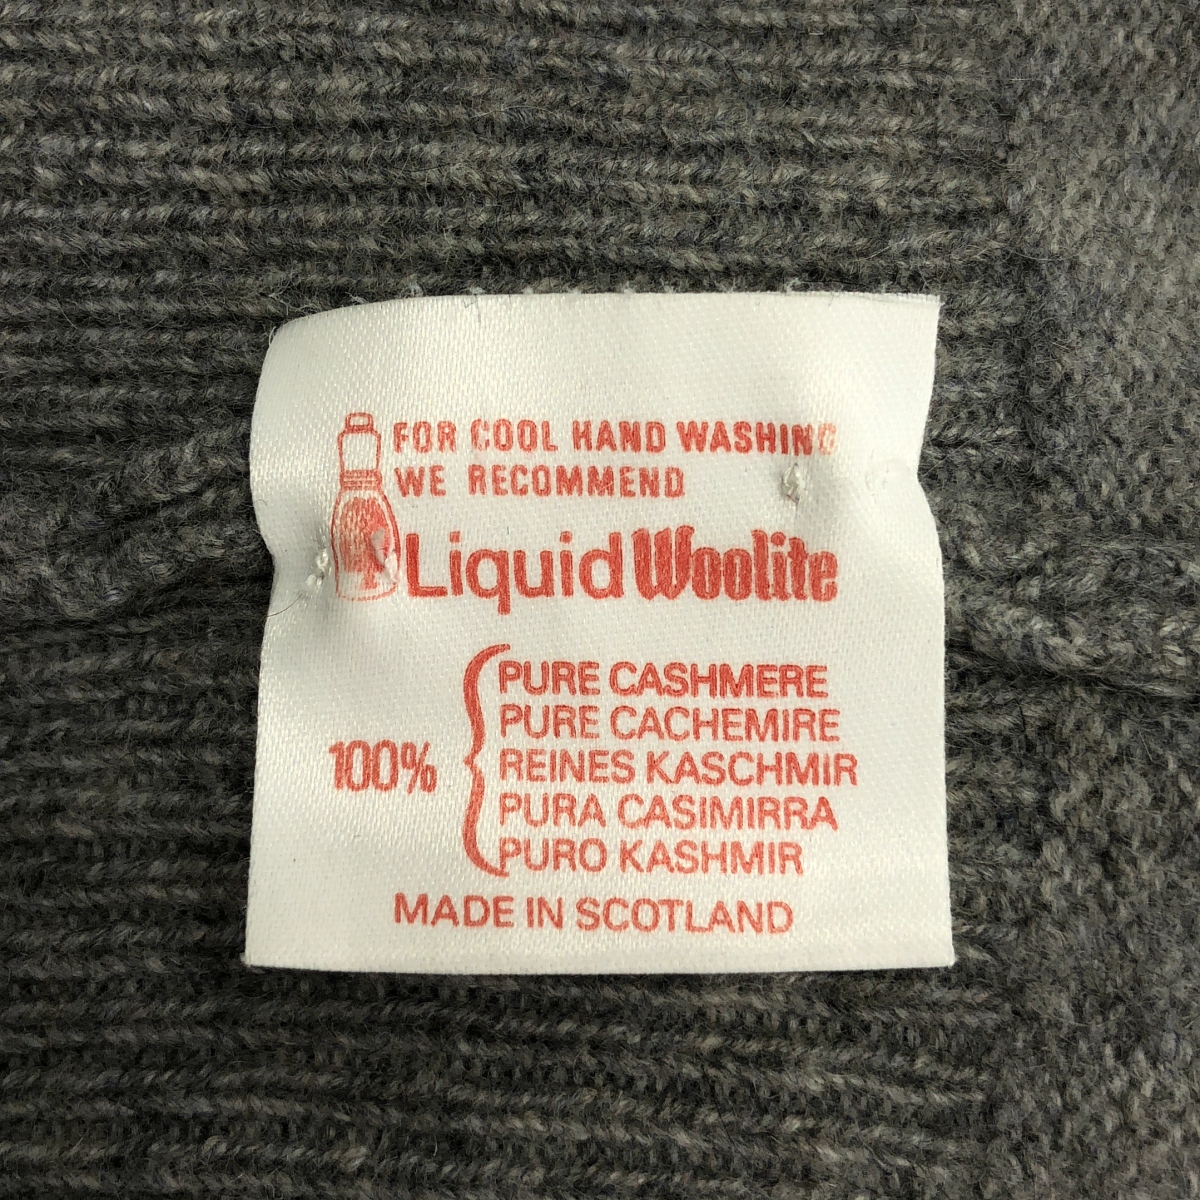 FOR COOL HAND WASHING
WE RECOMMEND
Liquid Woolite
100%
PURE CASHMERE
PURE CACHEMIRE
REINES KASCHMIR
PURA CASIMIRRA
PURO KASHMIR
MADE IN SCOTLAND